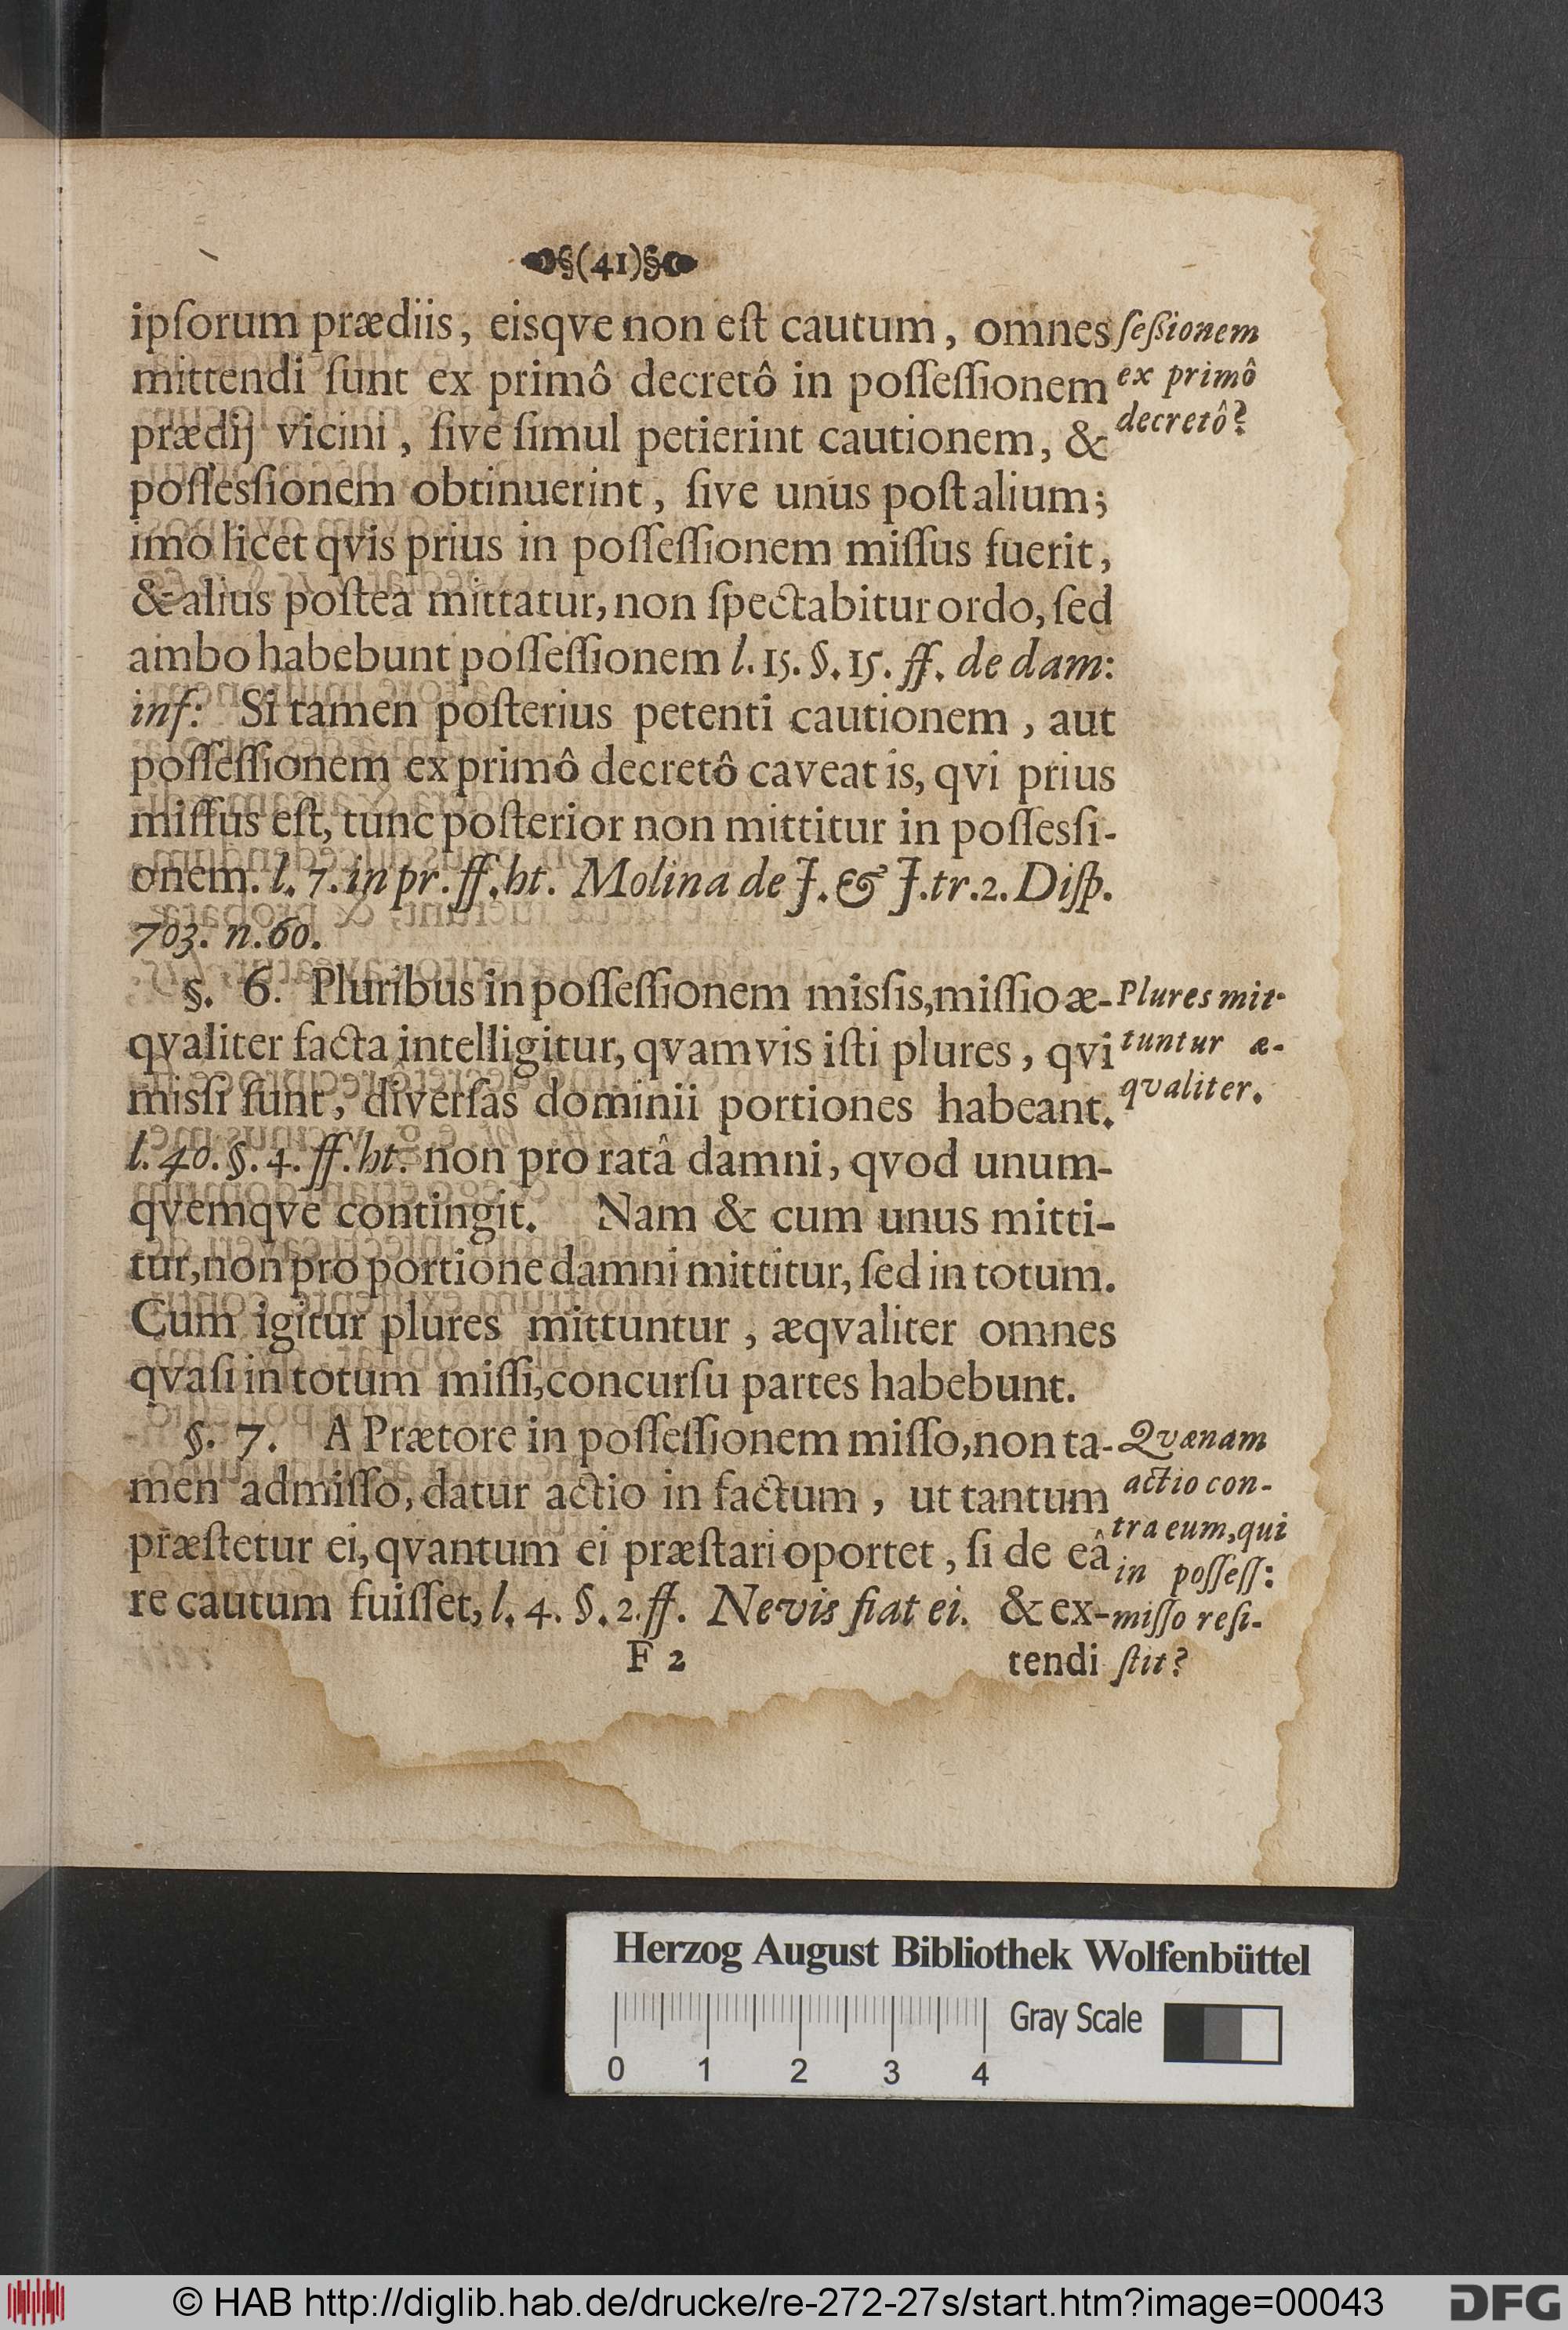 §(41)§
ipſorum prædiis, eisqve non eſt cautum, omnes
mittendi ſunt ex primô decretô in poſſeſſionem
prædij vicini, ſive ſimul petierint cautionem, &
poſſesſionem obtinuerint, ſive unus poſt alium;
imò licet qvis prius in poſſeſſionem miſſus fuerit,
& alius poſtea mittatur, non ſpectabitur ordo, ſed
ambo habebunt poſſeſſionem l. 15. §. 15. ff. de dam:
inf: Si tamen poſterius petenti cautionem, aut
poſſeſſionem ex primô decretô caveat is, qvi prius
miſſus eſt, tunc poſterior non mittitur in poſſesſi-
onem. l. 7. in pr. ff. ht. Molina de J. & J. tr. 2. Diſp.
703. n. 60.
ſeßionem
ex primô
decretô?
§. 6. Pluribus in poſſeſſionem misſis, miſſio æ-
qvaliter facta intelligitur, qvamvis iſti plures, qvi
misſi ſunt, diverſas dominii portiones habeant.
l. 40. §. 4. ff. ht. non pro ratâ damni, qvod unum-
qvemqve contingit. Nam & cum unus mitti-
tur, non pro portione damni mittitur, ſed in totum.
Cum igitur plures mittuntur, æqvaliter omnes
qvaſi in totum miſſi, concurſu partes habebunt.
Plures mit-
tuntur æ-
qvaliter.
§. 7. A Prætore in poſſeſſionem miſſo, non ta-
men admiſſo, datur actio in factum, ut tantum
præſtetur ei, qvantum ei præſtari oportet, ſi de eâ
re cautum fuiſſet, l. 4. §. 2. ff. Ne vis fiat ei. & ex-
Qvænam
actio con-
tra eum, qui
in poſſeſſ:
miſſo reſi-
ſtit?
F 2
tendi
Herzog August Bibliothek Wolfenbüttel
Gray Scale
0 1 2 3 4
© HAB http://diglib.hab.de/drucke/re-272-27s/start.htm?image=00043
DFG